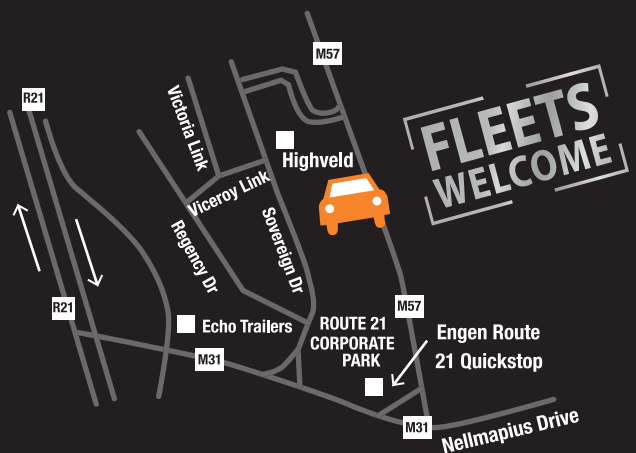 M57
R21
Victoria Link
FLEETS
WELCOME
Highveld
Viceroy Link
Regency Dr
Sovereign Dr
R21
M57
Echo Trailers
ROUTE 21
CORPORATE
PARK
Engen Route
21 Quickstop
M31
M31
Nellmapius Drive